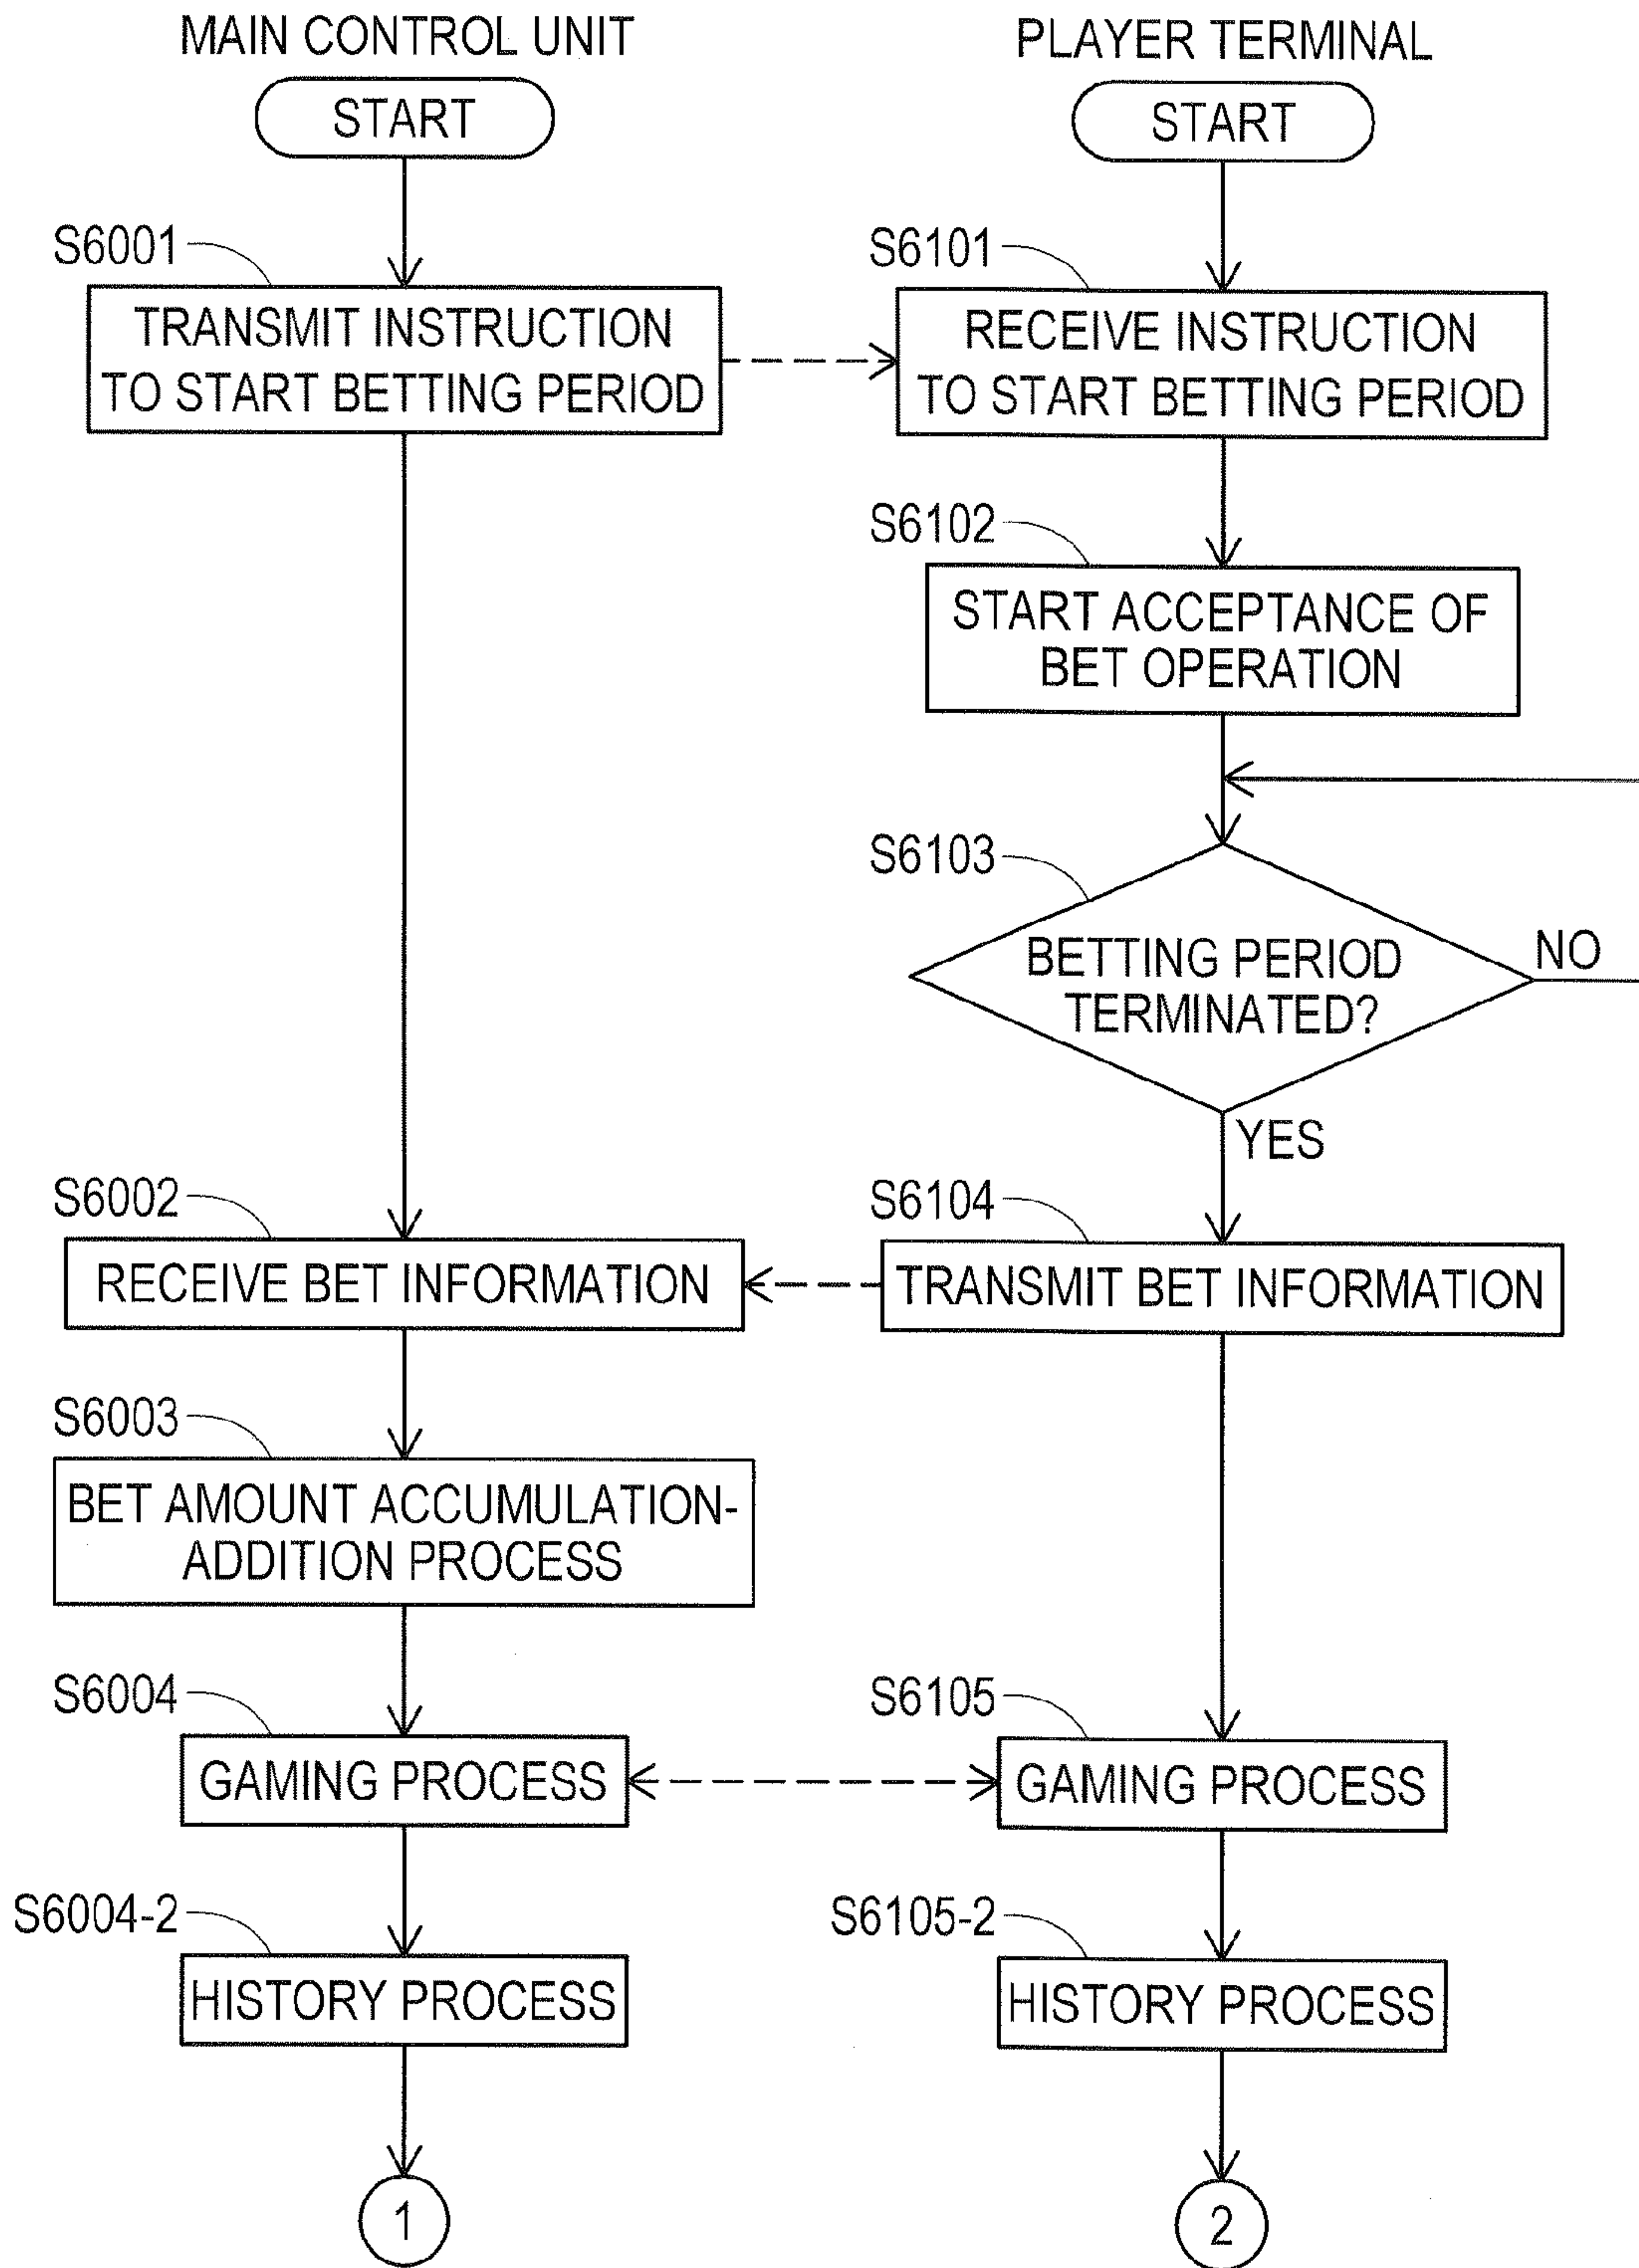 MAIN CONTROL UNIT
PLAYER TERMINAL
START
START
S6001
S6101
TRANSMIT INSTRUCTION
TO START BETTING PERIOD
RECEIVE INSTRUCTION
TO START BETTING PERIOD
S6102
START ACCEPTANCE OF
BET OPERATION
S6103
BETTING PERIOD
TERMINATED?
NO
YES
S6002
S6104
RECEIVE BET INFORMATION
TRANSMIT BET INFORMATION
S6003
BET AMOUNT ACCUMULATION-
ADDITION PROCESS
S6004
S6105
GAMING PROCESS
GAMING PROCESS
S6004-2
S6105-2
HISTORY PROCESS
HISTORY PROCESS
1
2